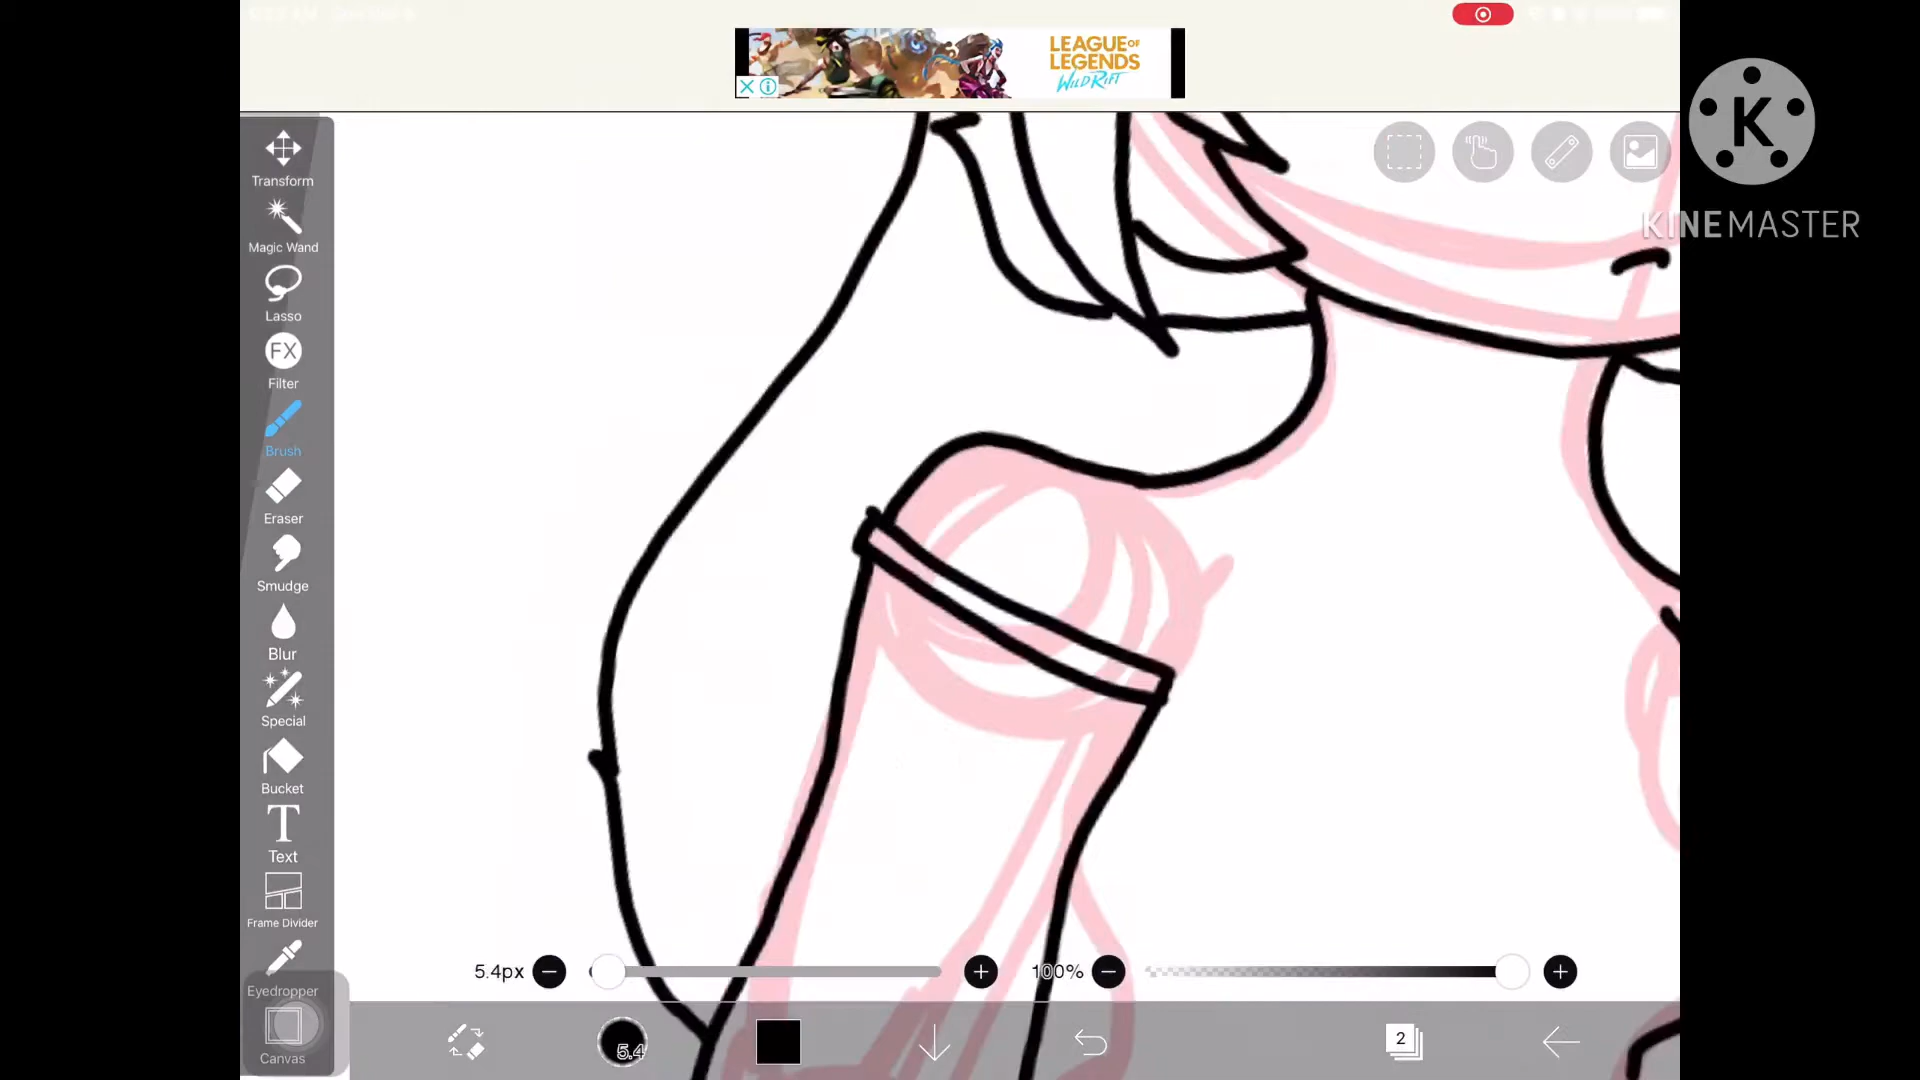 LEAGUE OF
LEGENDS
WILD RIFT
K
KINEMASTER
Transform
Magic Wand
Lasso
FX
Filter
Brush
Eraser
Smudge
Blur
Special
Bucket
T
Text
Frame Divider
Eyedropper
Canvas
5.4px
100%
5.4
2